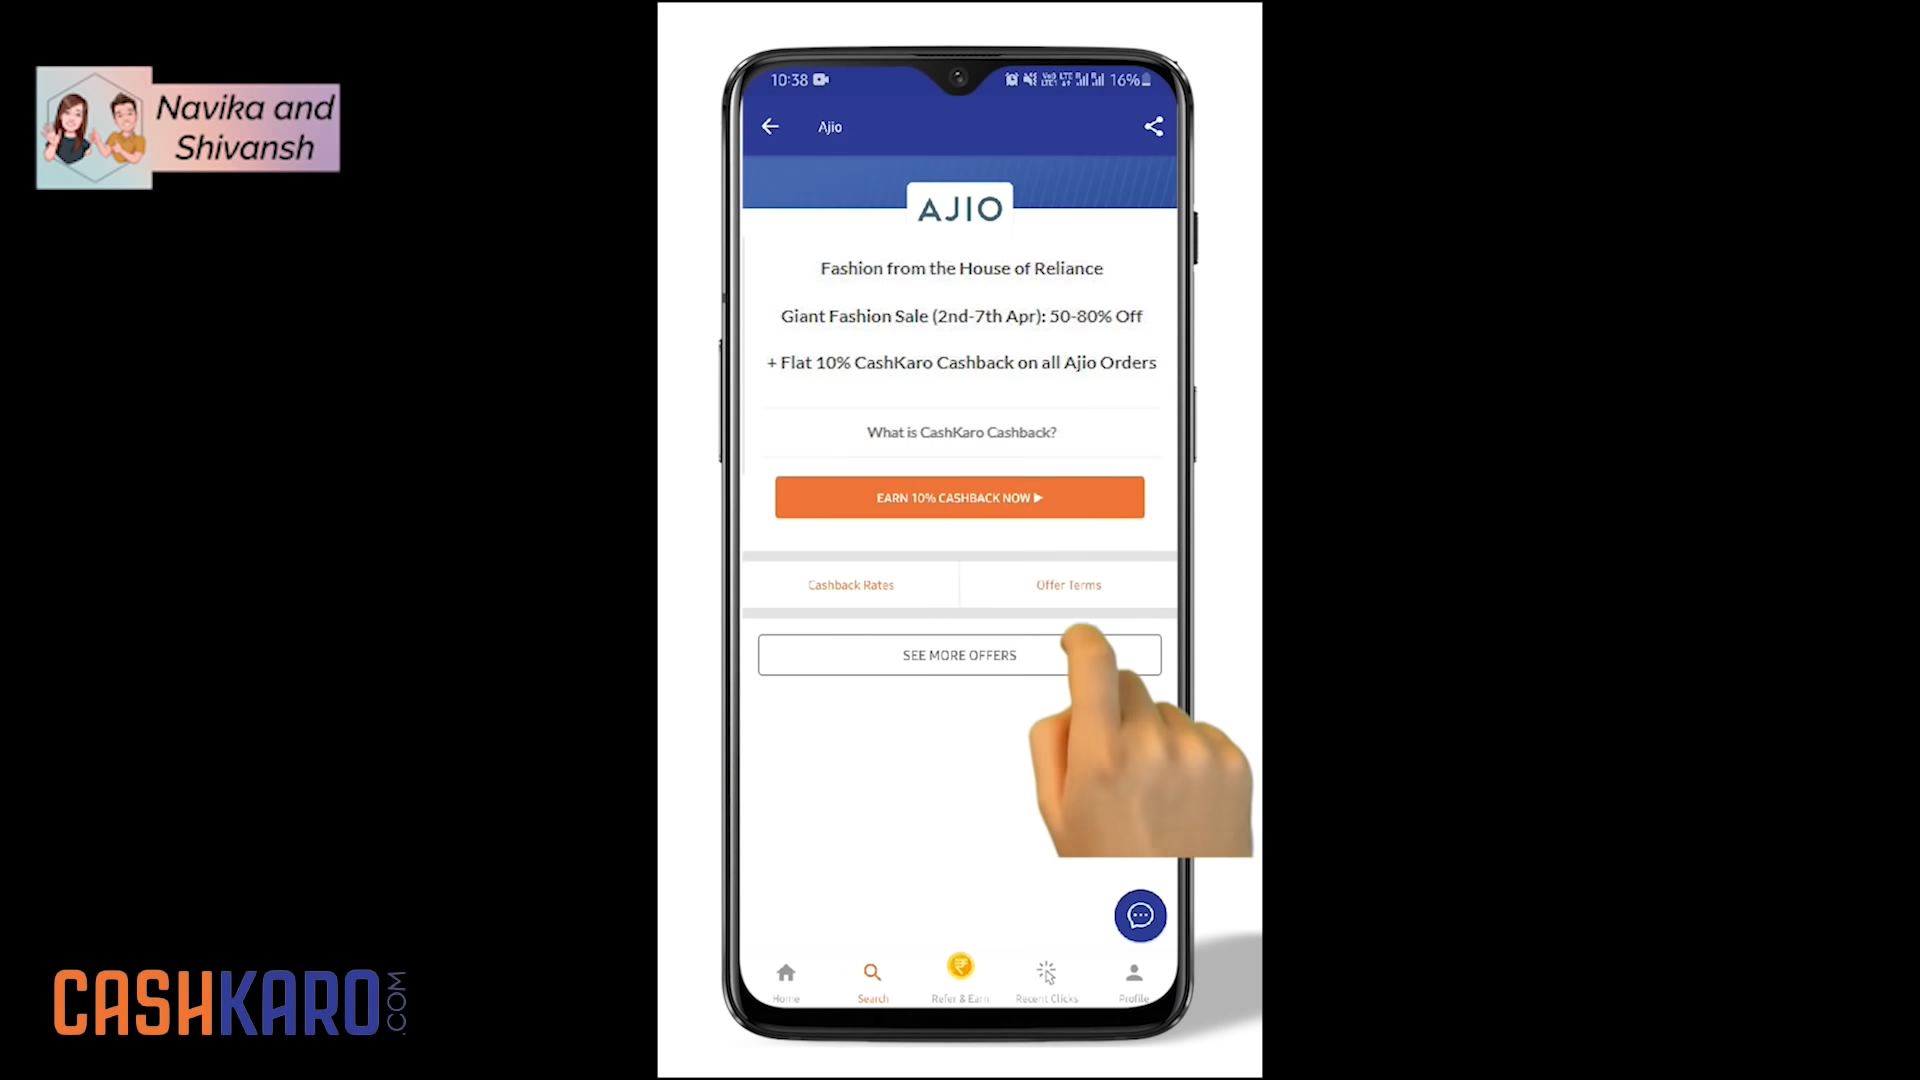 Navika and
Shivansh
10:38
16%
Ajio
AJIO
Fashion from the House of Reliance
Giant Fashion Sale (2nd-7th Apr): 50-80% Off
+ Flat 10% CashKaro Cashback on all Ajio Orders
What is CashKaro Cashback?
EARN 10% CASHBACK NOW
Cashback Rates
Offer Terms
SEE MORE OFFERS
Home
Search
Refer & Earn
Recent Clicks
Profile
CASHKARO.COM